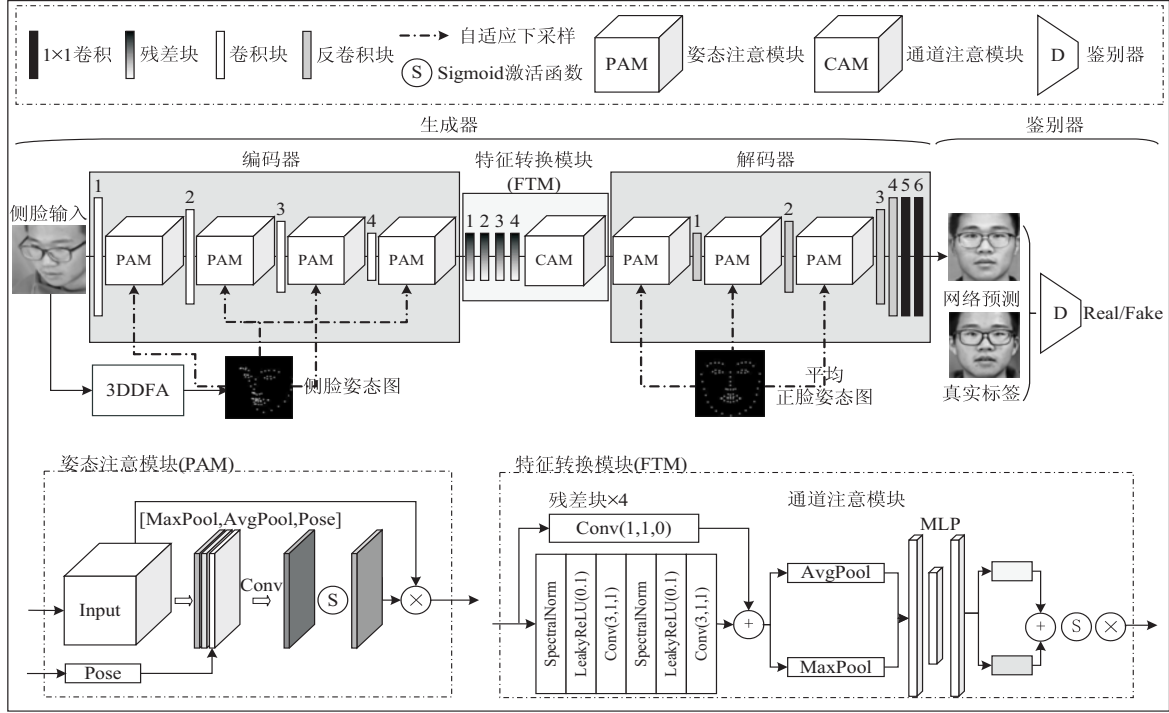 1×1卷积
残差块
卷积块
反卷积块
自适应下采样
S
Sigmoid激活函数
PAM
姿态注意模块
CAM
通道注意模块
D
鉴别器
生成器
鉴别器
编码器
特征转换模块
(FTM)
解码器
侧脸输入
1
PAM
2
PAM
3
PAM
4
PAM
1 2 3 4
CAM
PAM
1
PAM
2
PAM
3
4 5 6
网络预测
真实标签
D
Real/Fake
3DDFA
侧脸姿态图
平均
正脸姿态图
姿态注意模块(PAM)
[MaxPool,AvgPool,Pose]
Input
Conv
S
×
Pose
特征转换模块(FTM)
残差块×4
Conv(1,1,0)
SpectralNorm
LeakyReLU(0.1)
Conv(3,1,1)
SpectralNorm
LeakyReLU(0.1)
Conv(3,1,1)
+
通道注意模块
AvgPool
MaxPool
MLP
+
S
×